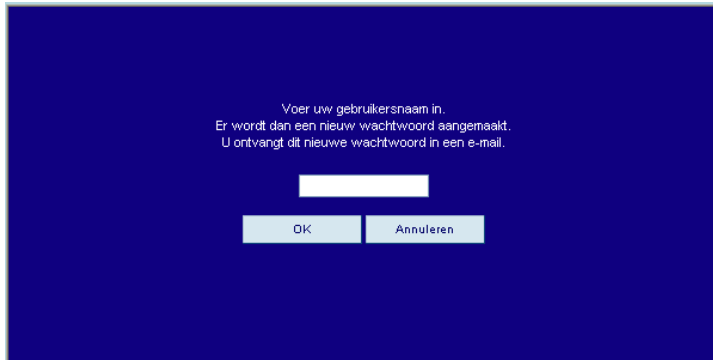 Voer uw gebruikersnaam in.
Er wordt dan een nieuw wachtwoord aangemaakt.
U ontvangt dit nieuwe wachtwoord in een e-mail.
OK
Annuleren